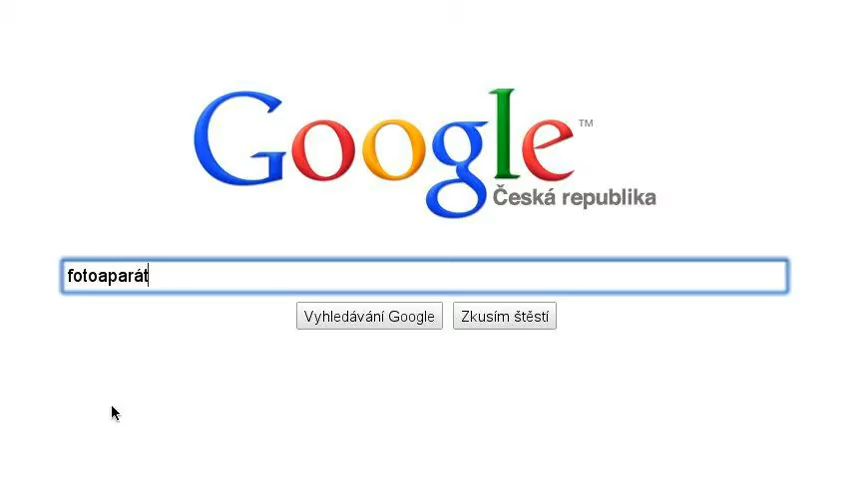 Google™
Česká republika
fotoaparát
Vyhledávání Google
Zkusím štěstí